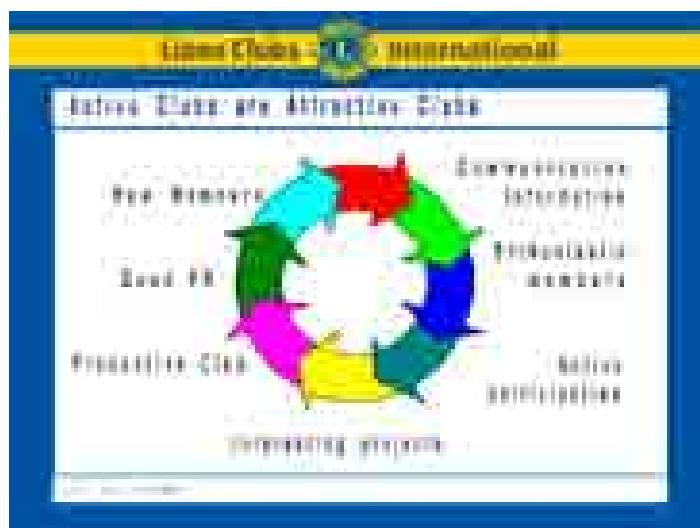 Lions Clubs International
Active Clubs are Attractive Clubs
Communication
Information
New Members
Enthusiastic
members
Good PR
Productive Club
Active
participation
Interesting projects